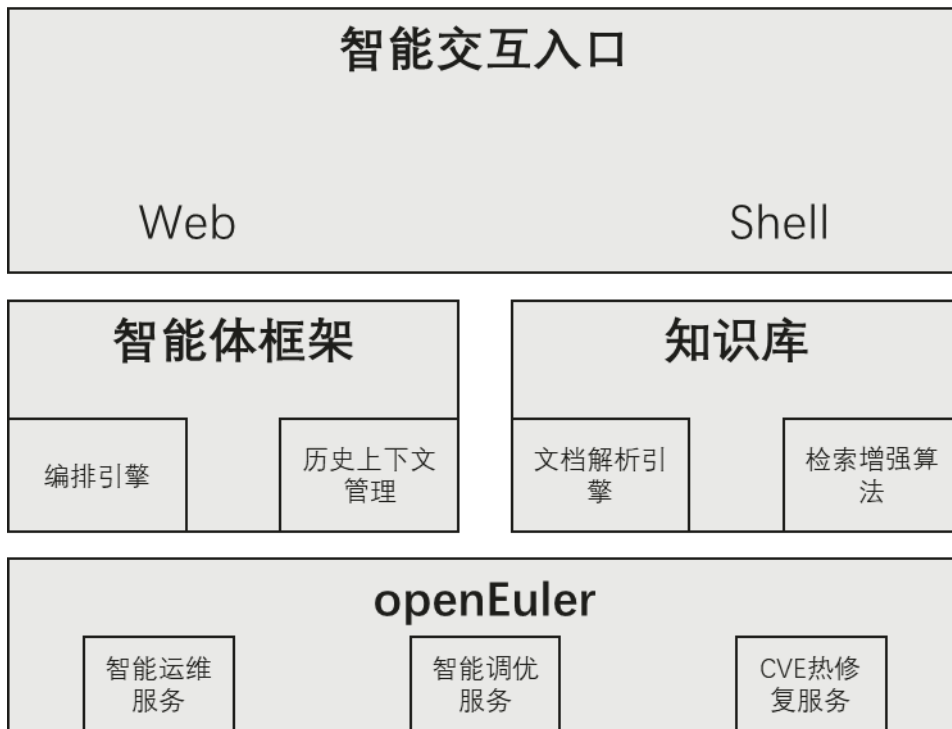 智能交互入口
Web
Shell
智能体框架
知识库
编排引擎
历史上下文
管理
文档解析引
擎
检索增强算
法
openEuler
智能运维
服务
智能调优
服务
CVE热修
复服务